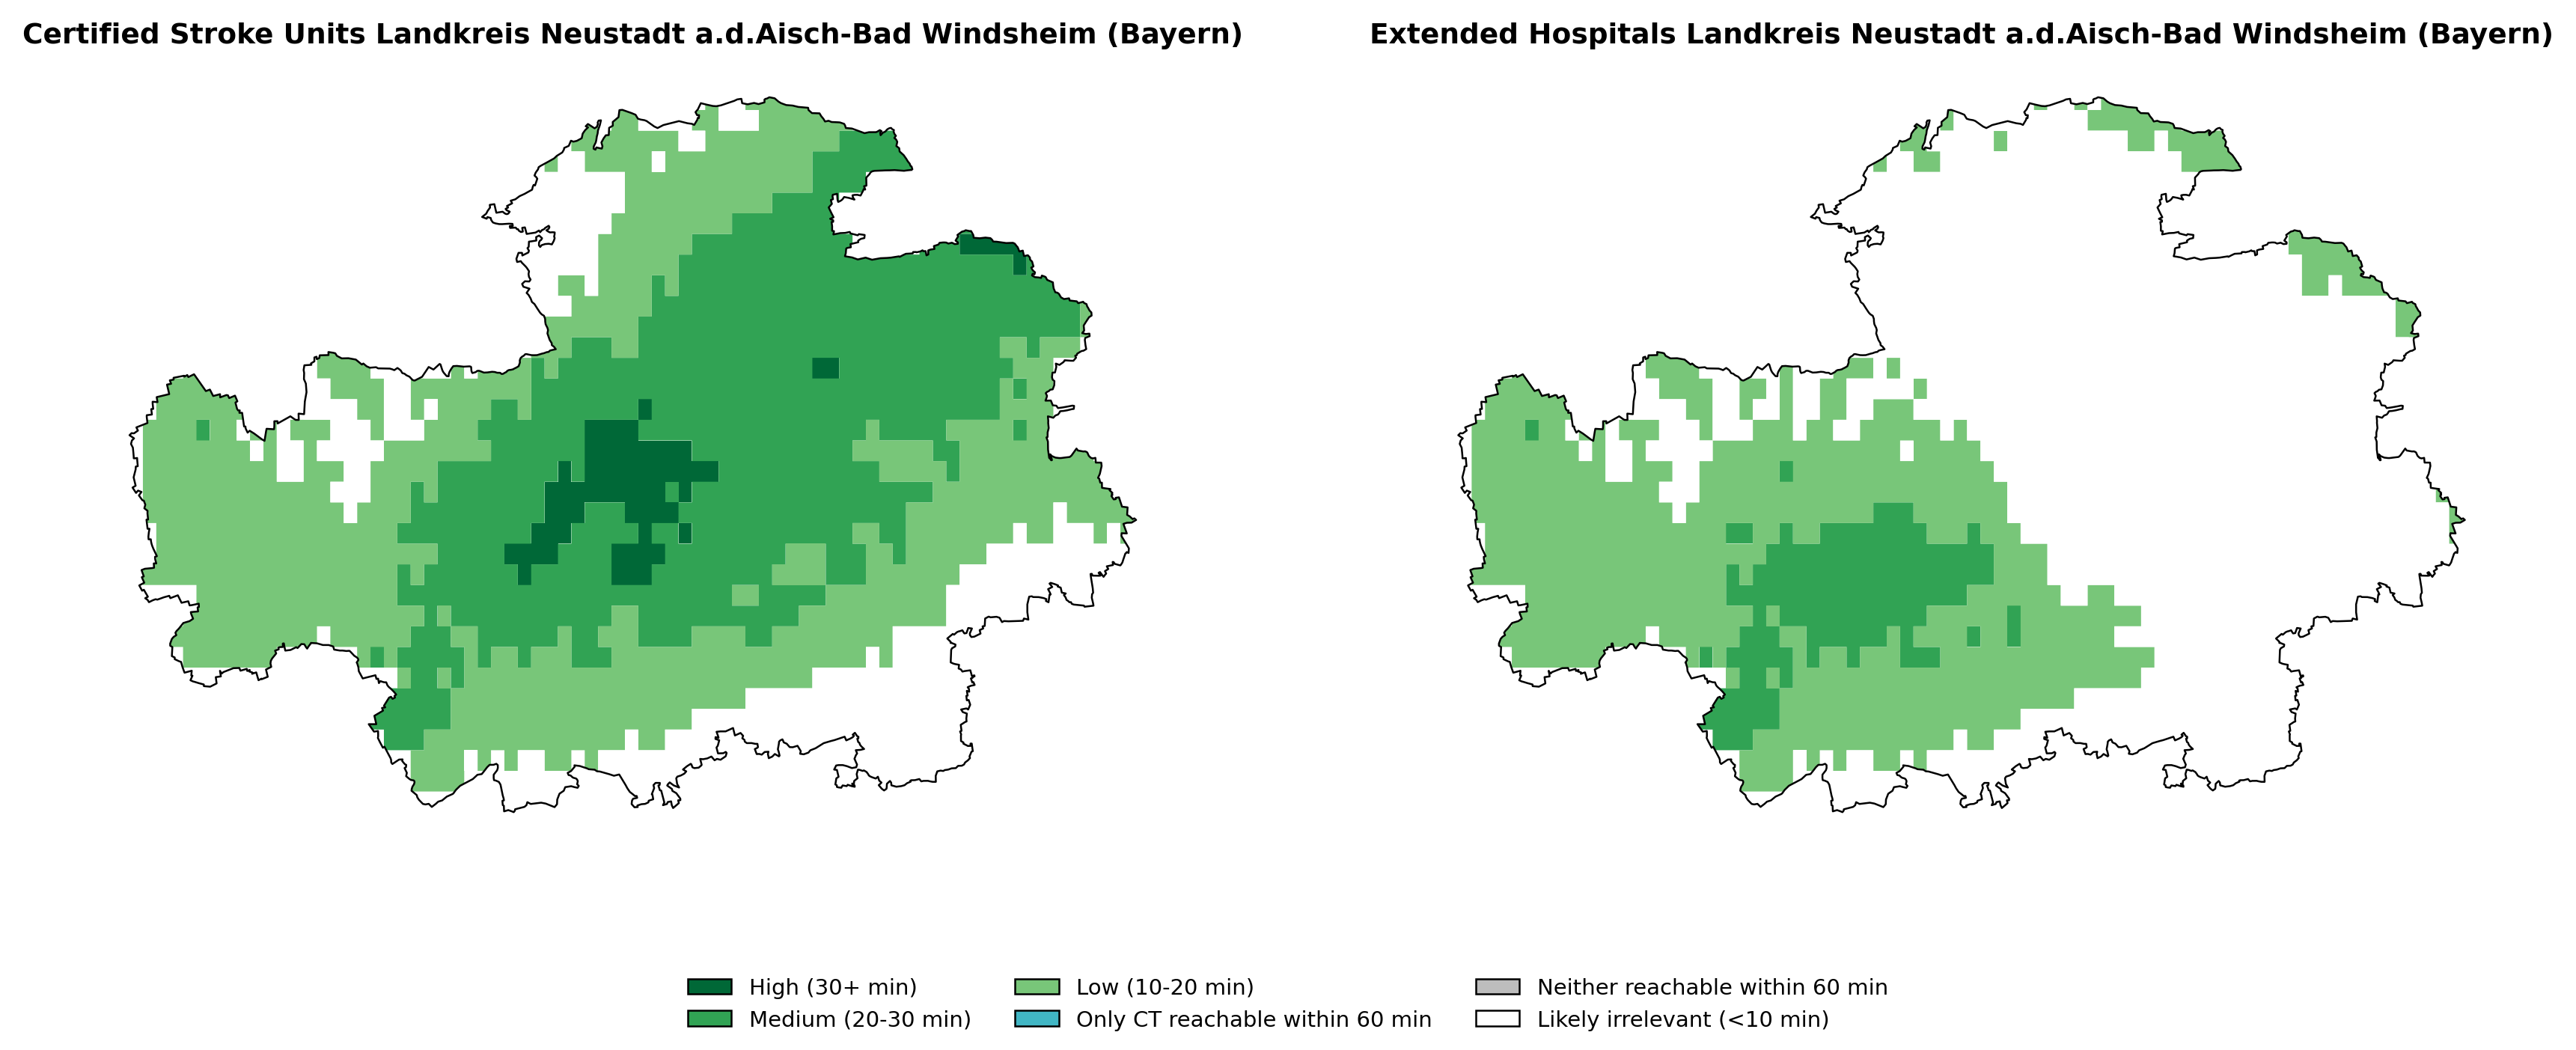 Certified Stroke Units Landkreis Neustadt a.d.Aisch-Bad Windsheim (Bayern)
Extended Hospitals Landkreis Neustadt a.d.Aisch-Bad Windsheim (Bayern)
High (30+ min)
Medium (20-30 min)
Low (10-20 min)
Only CT reachable within 60 min
Neither reachable within 60 min
Likely irrelevant (<10 min)